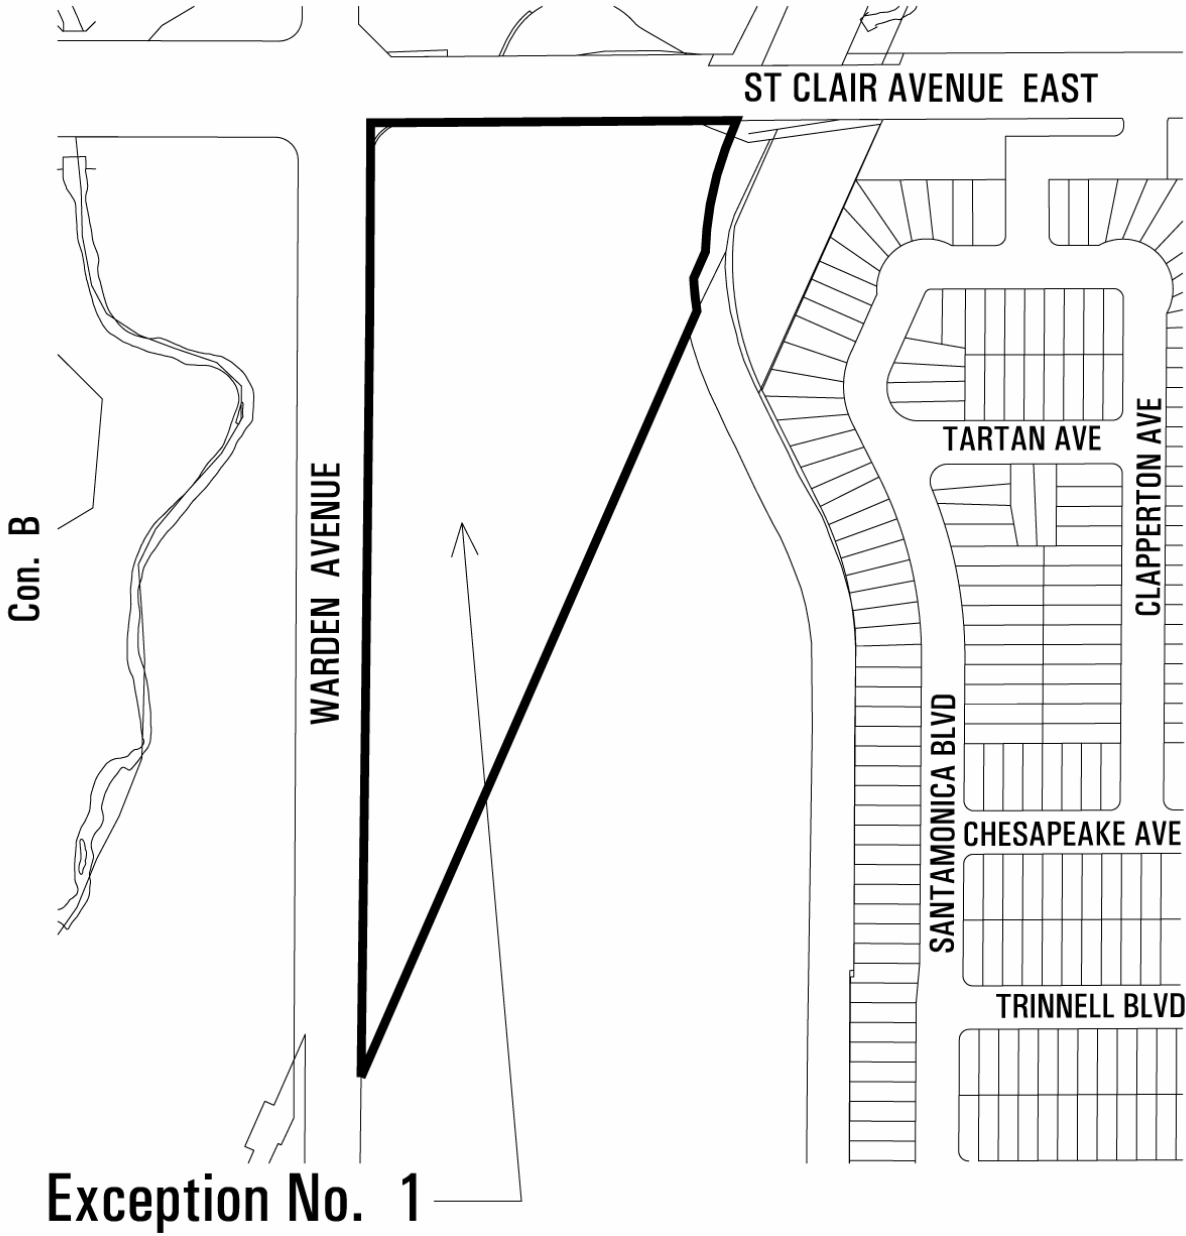 ST CLAIR AVENUE EAST
TARTAN AVE
CLAPPERTON AVE
WARDEN AVENUE
Con. B
SANTAMONICA BLVD
CHESAPEAKE AVE
TRINNELL BLVD
Exception No. 1